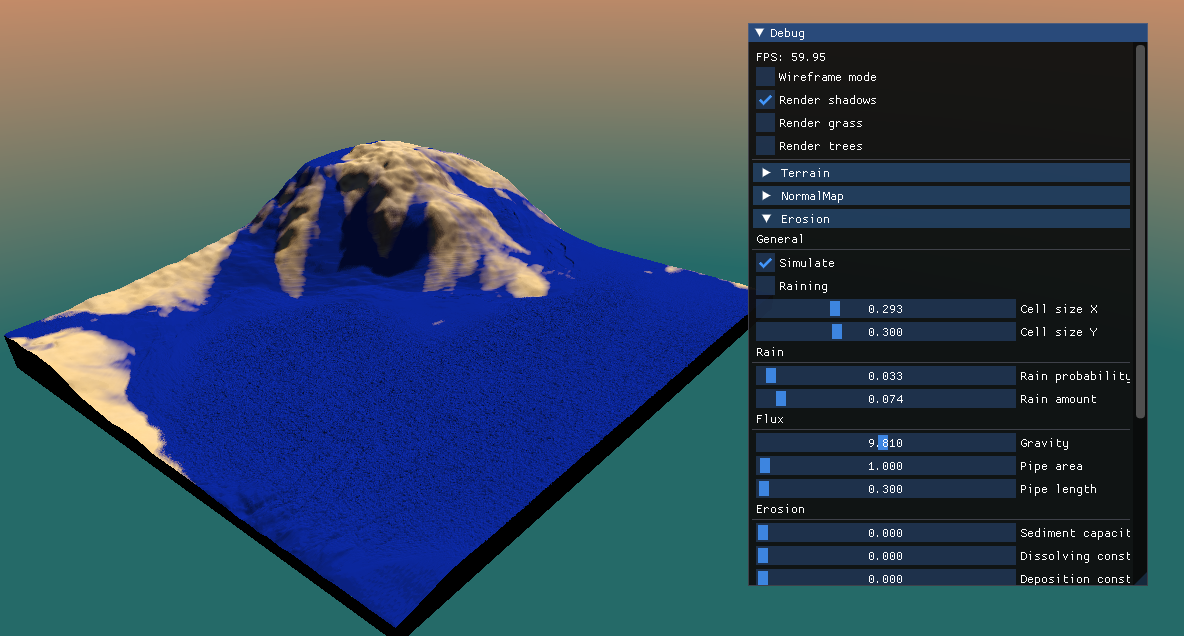 Debug
FPS: 59.95
Wireframe mode
Render shadows
Render grass
Render trees
Terrain
NormalMap
Erosion
General
Simulate
Raining
0.293 Cell size X
0.300 Cell size Y
Rain
0.033 Rain probability
0.074 Rain amount
Flux
9.810 Gravity
1.000 Pipe area
0.300 Pipe length
Erosion
0.000 Sediment capacit
0.000 Dissolving const
0.000 Deposition const